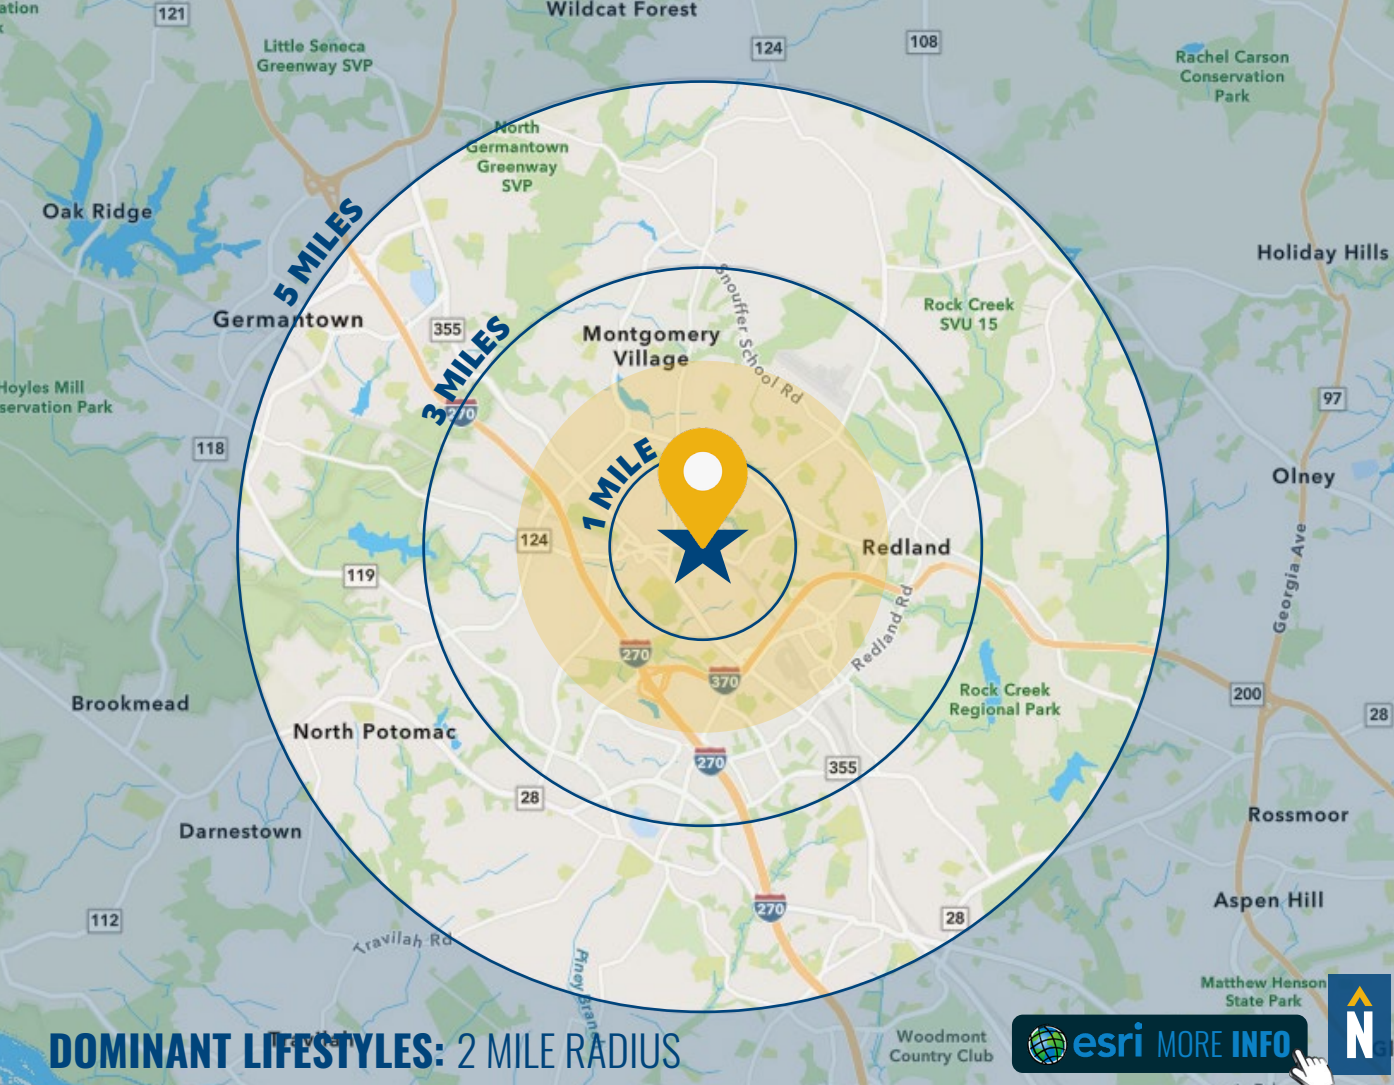 ation
121
Wildcat Forest
124
108
Little Seneca
Greenway SVP
Rachel Carson
Conservation
Park
North
Germantown
Greenway
SVP
Oak Ridge
5 MILES
Holiday Hills
Germantown
355
3 MILES
270
Snouffer School Rd
Montgomery
Village
Rock Creek
SVU 15
Hoyles Mill
servation Park
97
118
1 MILE
Olney
124
Redland
119
Georgia Ave
Redland Rd
270
370
Rock Creek
Regional Park
200
28
Brookmead
North Potomac
270
355
28
Rossmoor
Darnestown
Aspen Hill
112
270
28
Travilah Rd
Piney Branch
Matthew Henson
State Park
Travilah
DOMINANT LIFESTYLES: 2 MILE RADIUS
Woodmont
Country Club
esri MORE INFO
N